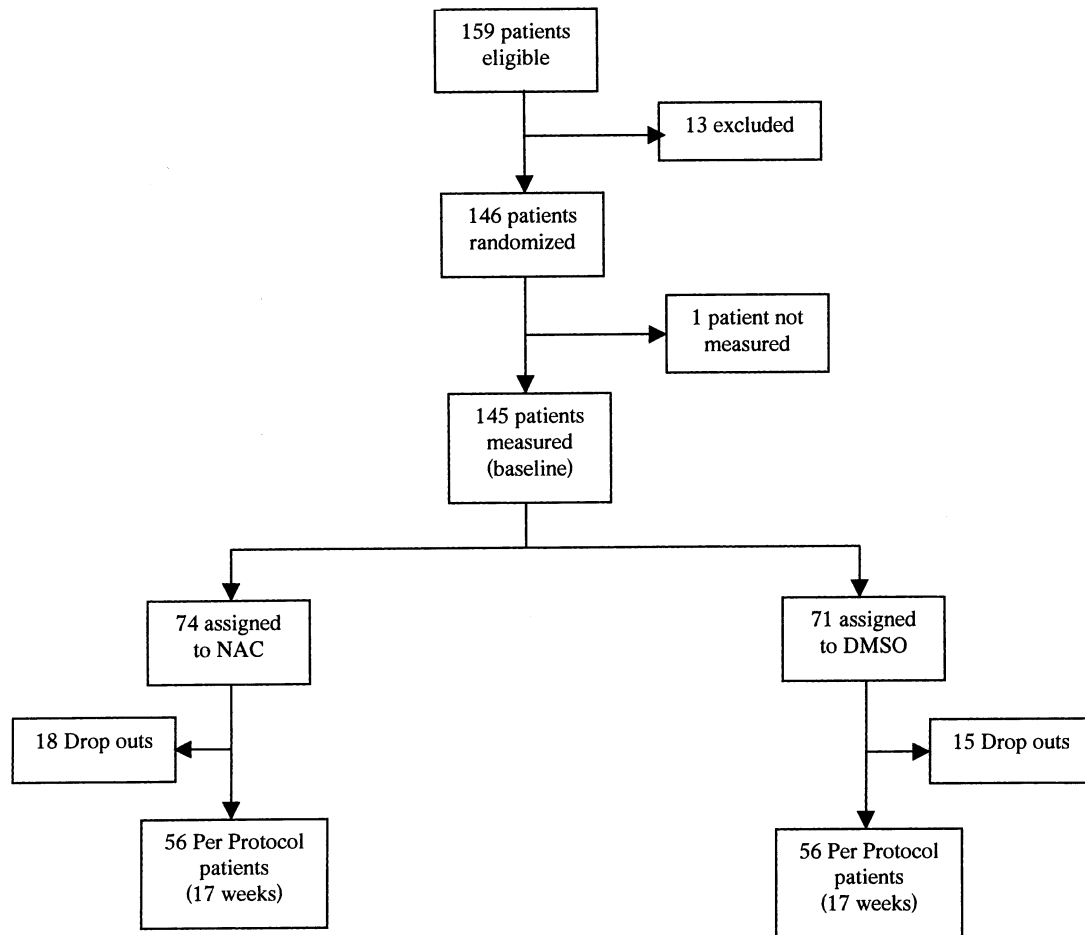 159 patients
eligible
13 excluded
146 patients
randomized
1 patient not
measured
145 patients
measured
(baseline)
74 assigned
to NAC
71 assigned
to DMSO
18 Drop outs
15 Drop outs
56 Per Protocol
patients
(17 weeks)
56 Per Protocol
patients
(17 weeks)